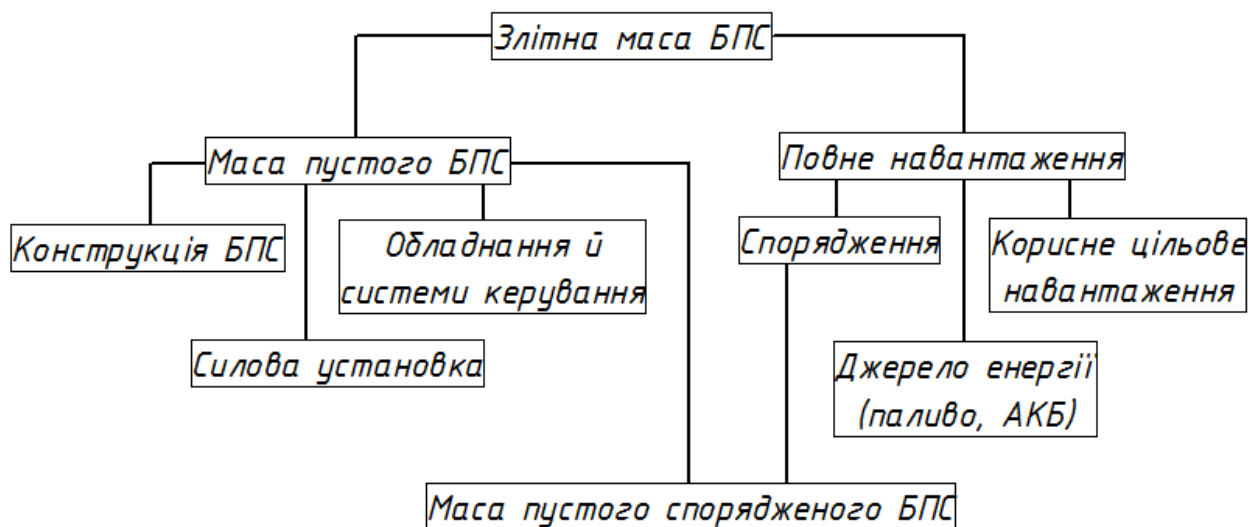 Злітна маса БПС
Маса пустого БПС
Повне навантаження
Конструкція БПС
Обладнання й
системи керування
Спорядження
Корисне цільове
навантаження
Силова установка
Джерело енергії
(паливо, АКБ)
Маса пустого спорядженого БПС